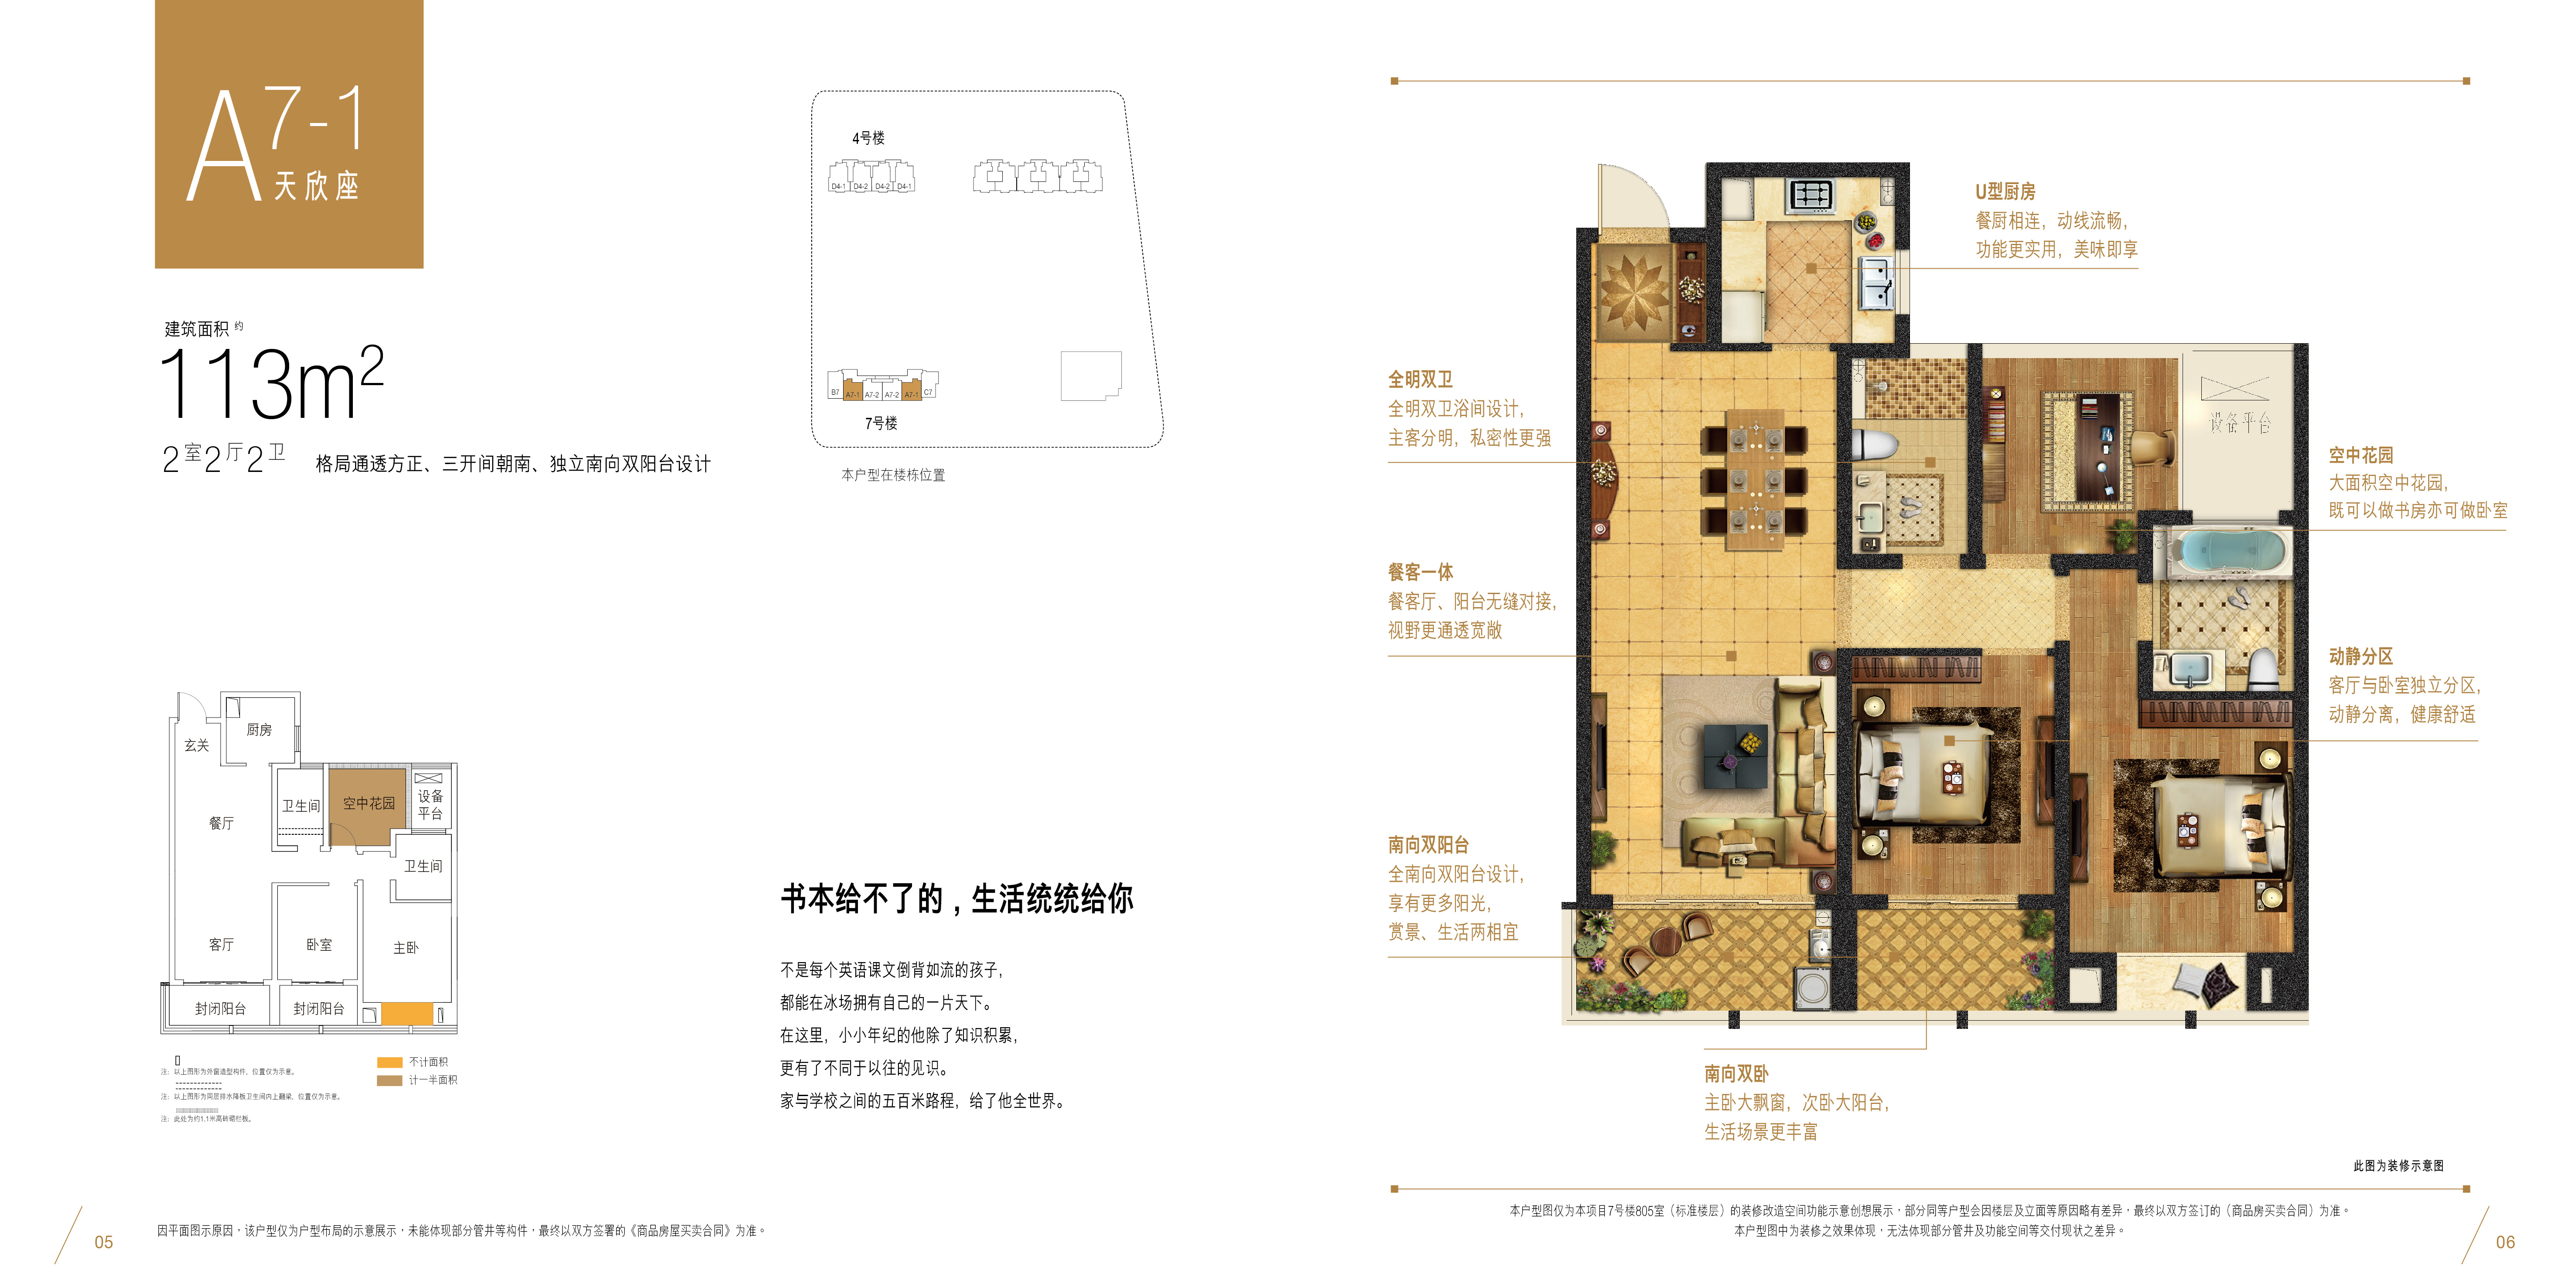 A7-1
天欣座
建筑面积 约
113m²
2室2厅2卫
格局通透方正、三开间朝南、独立南向双阳台设计
4号楼
D4-1 D4-2 D4-2 D4-1
B7 A7-1 A7-2 A7-2 A7-1 C7
7号楼
本户型在楼栋位置
厨房
玄关
卫生间
空中花园
设备
平台
餐厅
卫生间
客厅
卧室
主卧
封闭阳台
封闭阳台
不计面积
计一半面积
注：以上图形为外窗造型构件，位置仅为示意。
注：以上图形为同层排水降板卫生间内上翻梁，位置仅为示意。
注：此处为约1.1米高砖砌栏板。
书本给不了的，生活统统给你
不是每个英语课文倒背如流的孩子，
都能在冰场拥有自己的一片天下。
在这里，小小年纪的他除了知识积累，
更有了不同于以往的见识。
家与学校之间的五百米路程，给了他全世界。
05
因平面图示原因，该户型仅为户型布局的示意展示，未能体现部分管井等构件，最终以双方签署的《商品房屋买卖合同》为准。
U型厨房
餐厨相连，动线流畅，
功能更实用，美味即享
全明双卫
全明双卫浴间设计，
主客分明，私密性更强
设备平台
空中花园
大面积空中花园，
既可以做书房亦可做卧室
餐客一体
餐客厅、阳台无缝对接，
视野更通透宽敞
动静分区
客厅与卧室独立分区，
动静分离，健康舒适
南向双阳台
全南向双阳台设计，
享有更多阳光，
赏景、生活两相宜
南向双卧
主卧大飘窗，次卧大阳台，
生活场景更丰富
此图为装修示意图
本户型图仅为本项目7号楼805室（标准楼层）的装修改造空间功能示意创想展示，部分同等户型会因楼层及立面等原因略有差异，最终以双方签订的（商品房买卖合同）为准。
本户型图中为装修之效果体现，无法体现部分管井及功能空间等交付现状之差异。
06